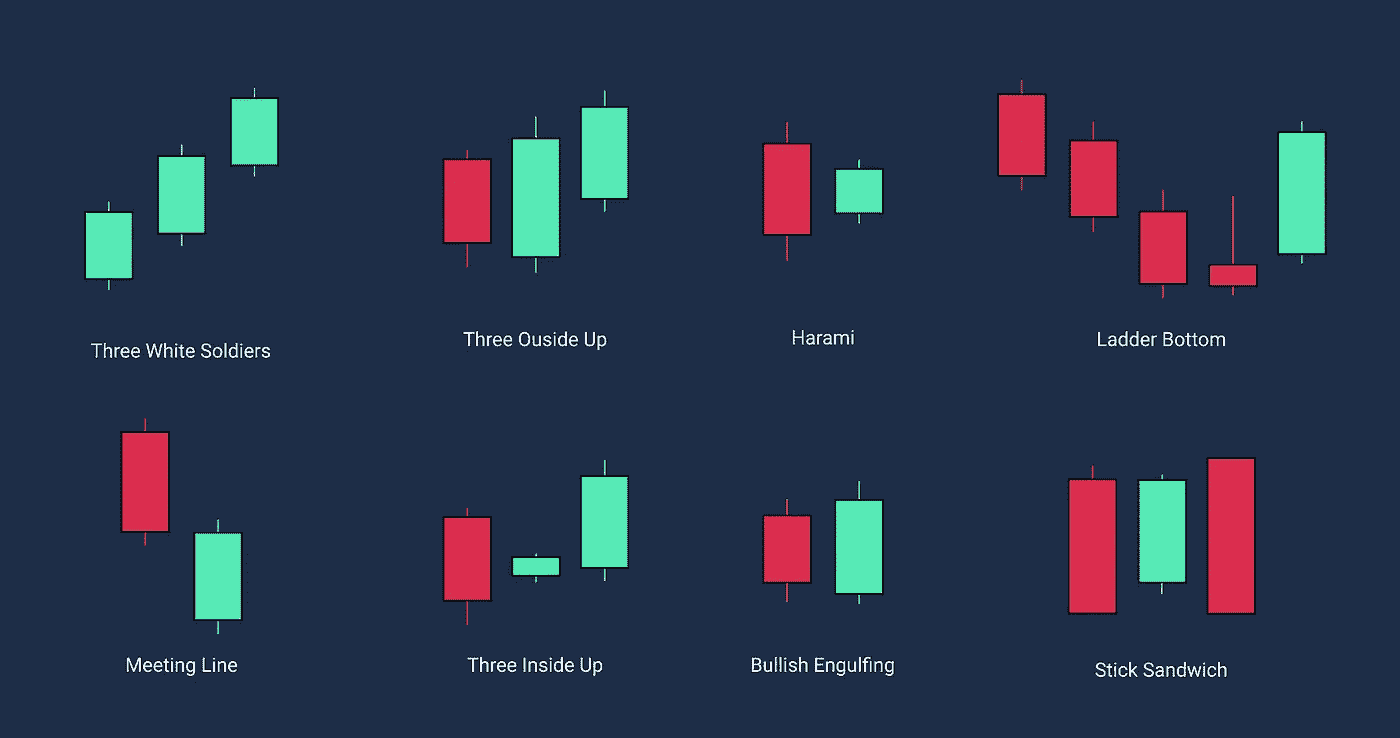 Three White Soldiers
Three Ouside Up
Harami
Ladder Bottom
Meeting Line
Three Inside Up
Bullish Engulfing
Stick Sandwich